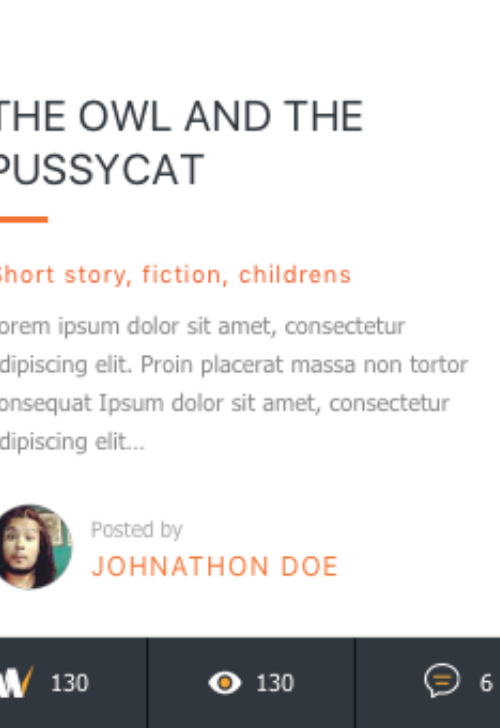 THE OWL AND THE
PUSSYCAT
Short story, fiction, childrens
orem ipsum dolor sit amet, consectetur
dipiscing elit. Proin placerat massa non tortor
onsequat Ipsum dolor sit amet, consectetur
dipiscing elit...
Posted by
JOHNATHON DOE
W 130
130
6